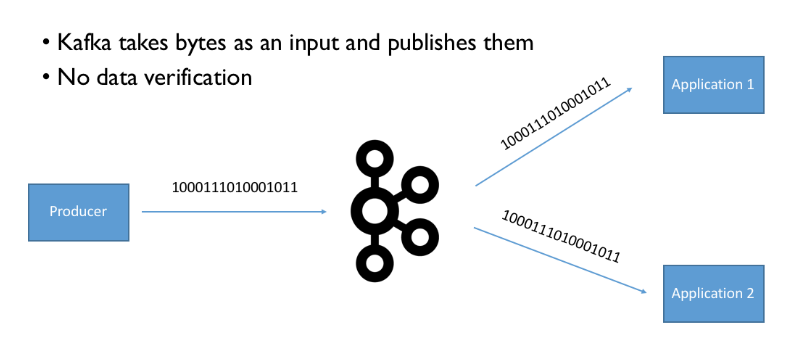 • Kafka takes bytes as an input and publishes them
• No data verification
Application 1
1000111010001011
1000111010001011
Producer
1000111010001011
Application 2